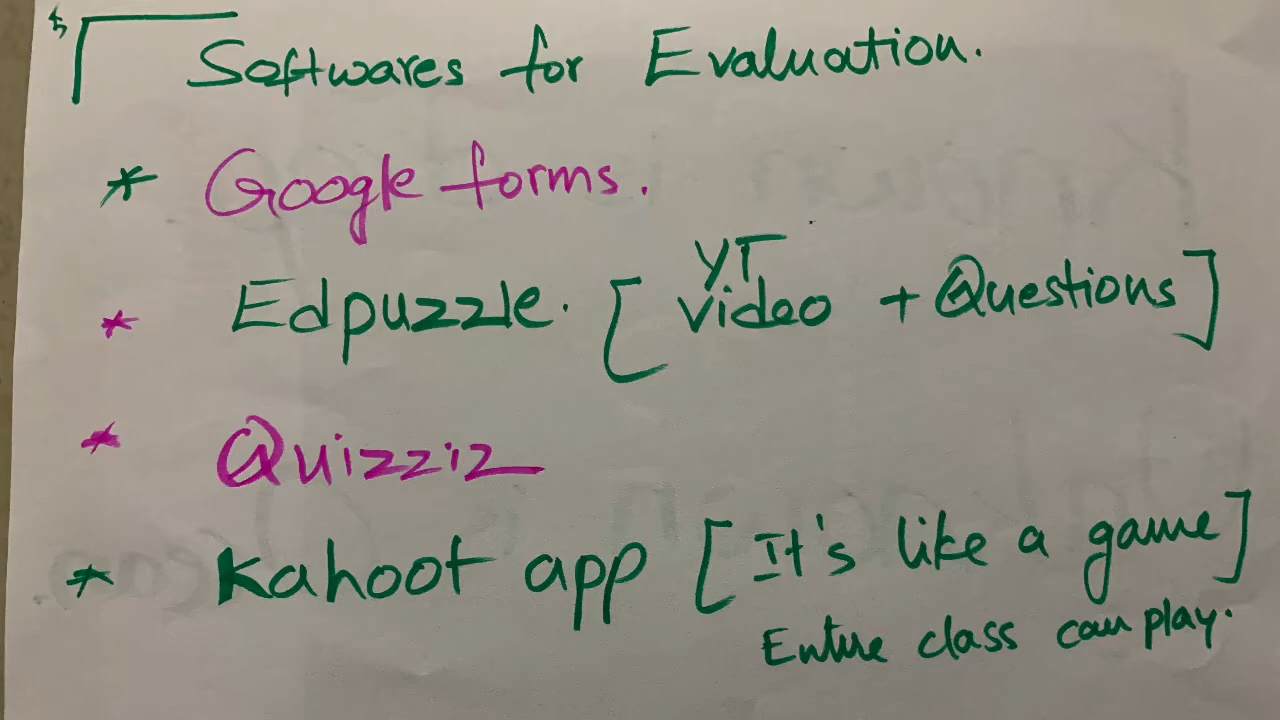 Softwares for Evaluation.
* Google forms.
* Edpuzzle. [YT video + Questions]
* Quizziz
* Kahoot app [It's like a game]
Entire class can play.